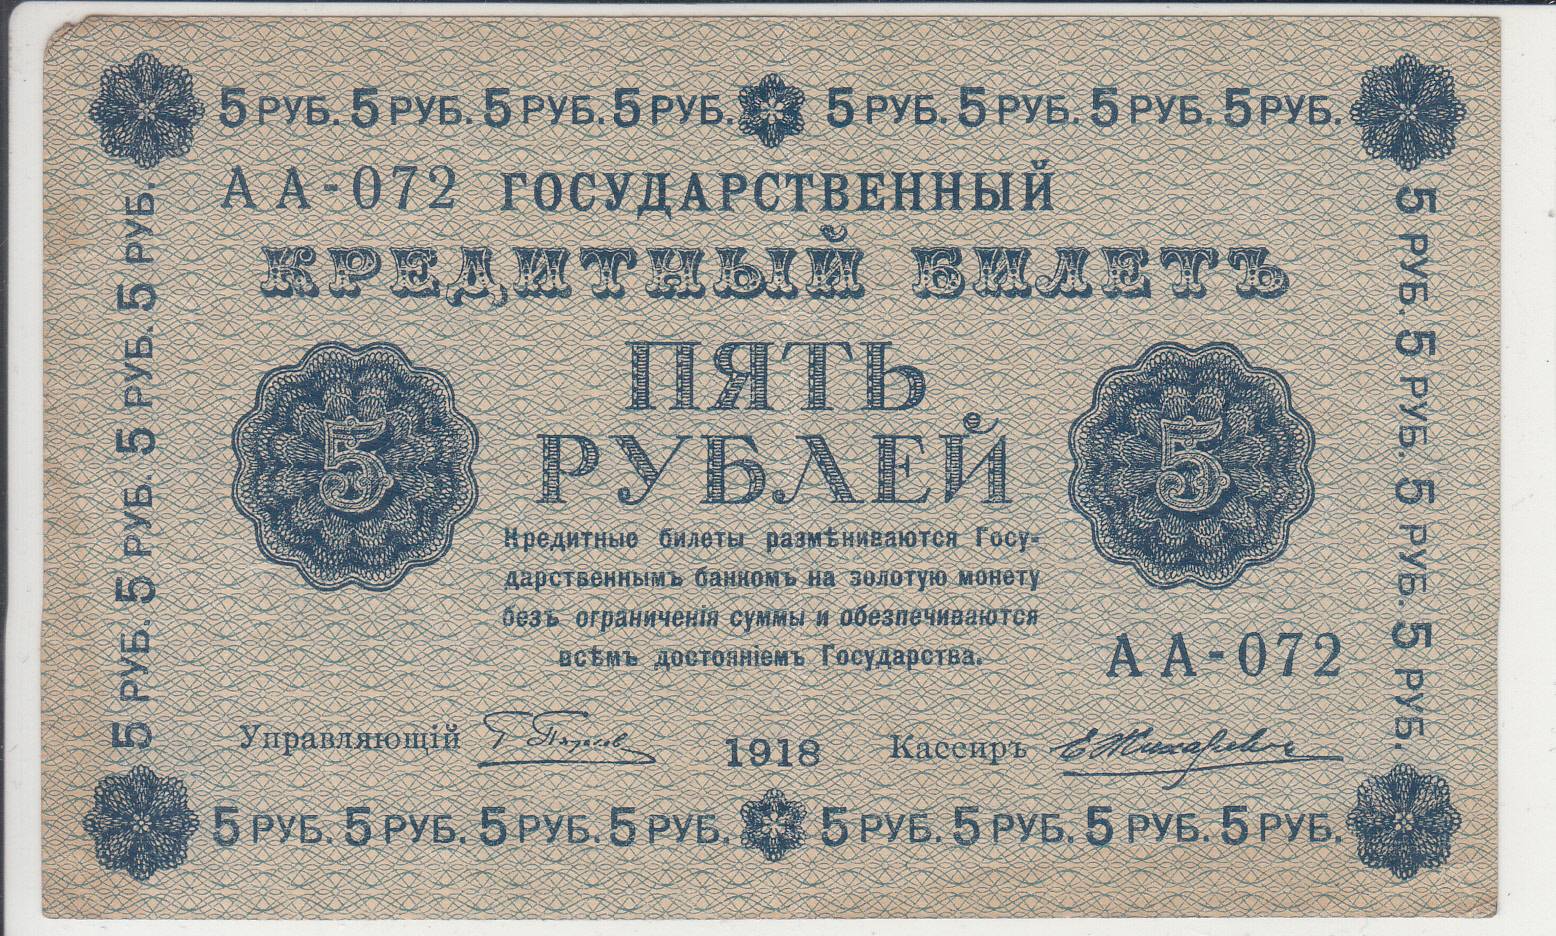 5 РУБ. 5 РУБ. 5 РУБ. 5 РУБ. 5 РУБ. 5 РУБ. 5 РУБ. 5 РУБ.
АА-072 ГОСУДАРСТВЕННЫЙ
КРЕДИТНЫЙ БИЛЕТЪ
5 РУБ. 5 РУБ. 5 РУБ. 5 РУБ.
5 РУБ. 5 РУБ. 5 РУБ. 5 РУБ.
ПЯТЬ
5 РУБЛЕЙ 5
Кредитные билеты размѣниваются Госу-
дарственнымъ банкомъ на золотую монету
безъ ограниченія суммы и обезпечиваются
всѣмъ достояніемъ Государства.
АА-072
Управляющій 1918 Кассиръ Е Жихаревъ
5 РУБ. 5 РУБ. 5 РУБ. 5 РУБ. 5 РУБ. 5 РУБ. 5 РУБ. 5 РУБ.